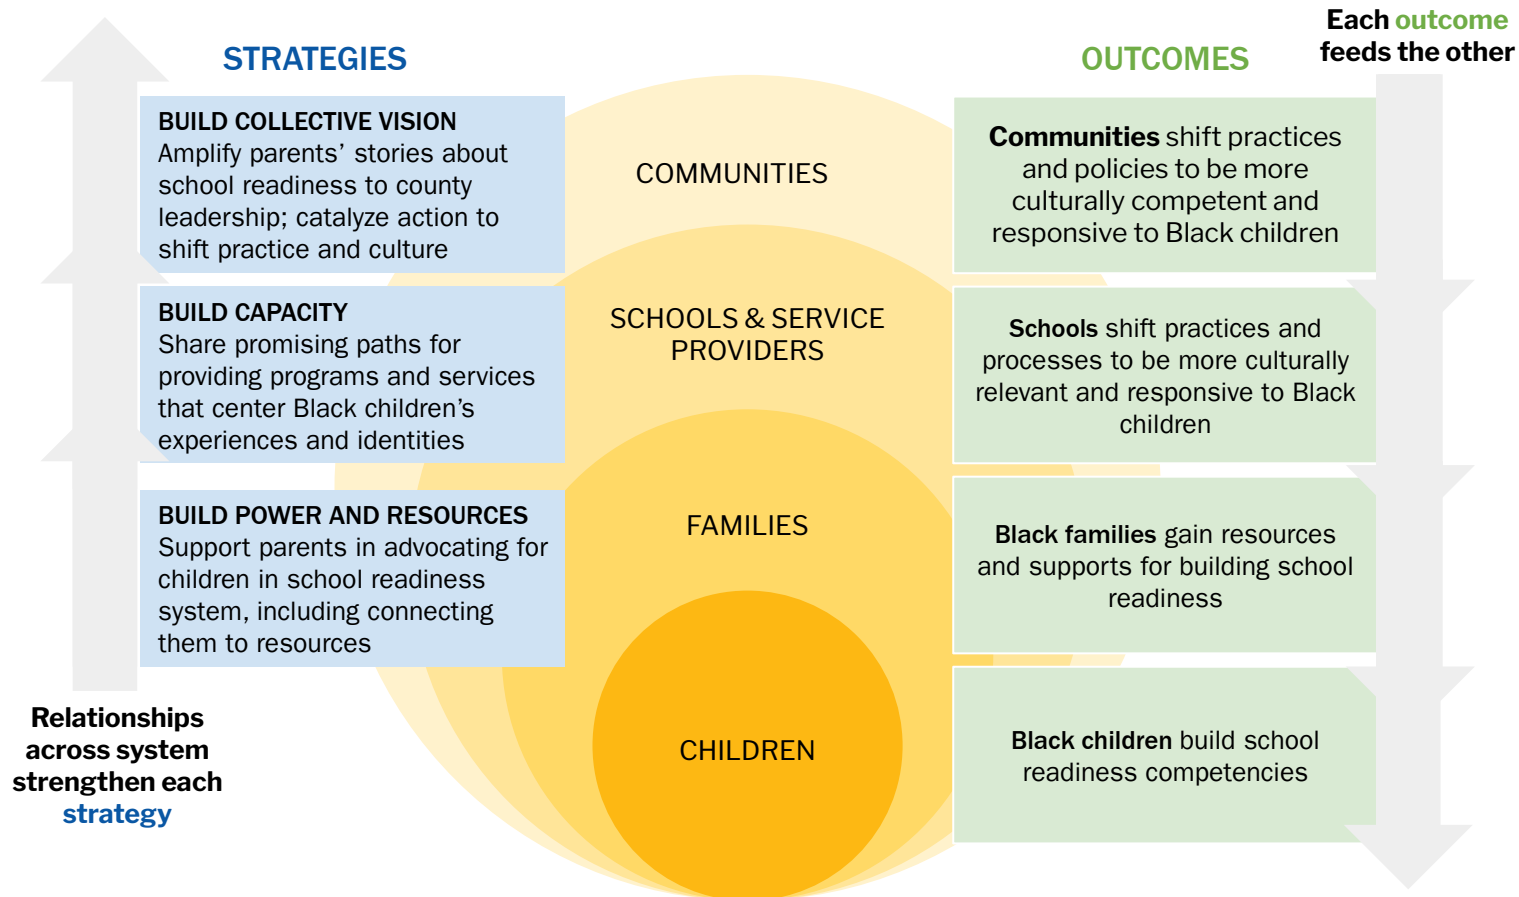 STRATEGIES
BUILD COLLECTIVE VISION
Amplify parents’ stories about
school readiness to county
leadership; catalyze action to
shift practice and culture
BUILD CAPACITY
Share promising paths for
providing programs and services
that center Black children’s
experiences and identities
BUILD POWER AND RESOURCES
Support parents in advocating for
children in school readiness
system, including connecting
them to resources
Relationships
across system
strengthen each
strategy
COMMUNITIES
SCHOOLS & SERVICE
PROVIDERS
FAMILIES
CHILDREN
OUTCOMES
Each outcome
feeds the other
Communities shift practices
and policies to be more
culturally competent and
responsive to Black children
Schools shift practices and
processes to be more culturally
relevant and responsive to Black
children
Black families gain resources
and supports for building school
readiness
Black children build school
readiness competencies